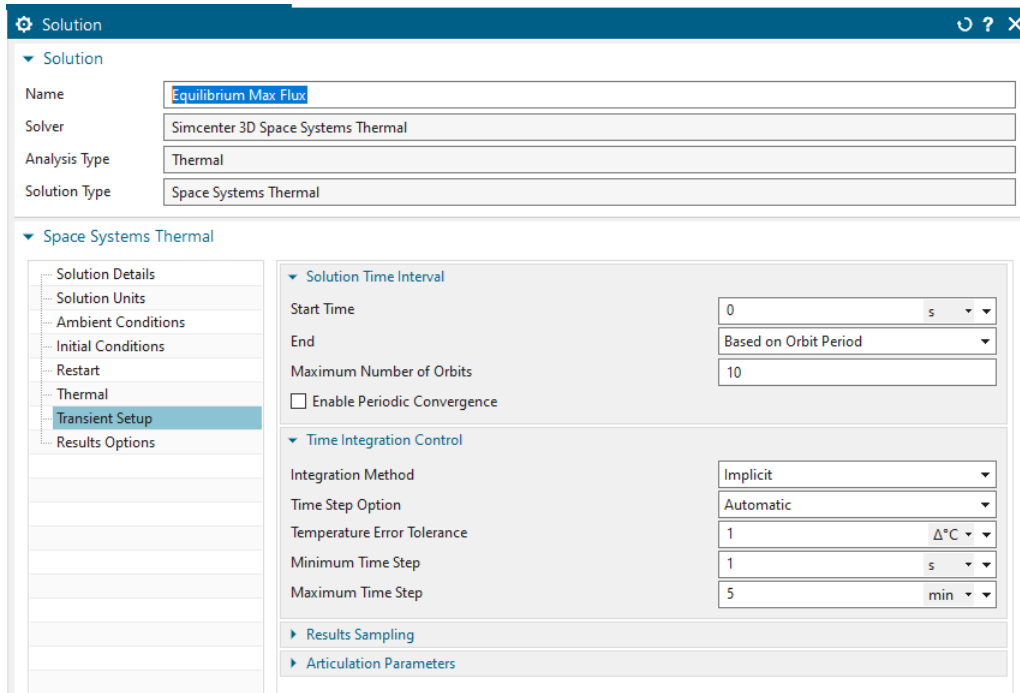 Solution
?
Solution
Name Equilibrium Max Flux
Solver Simcenter 3D Space Systems Thermal
Analysis Type Thermal
Solution Type Space Systems Thermal
Space Systems Thermal
Solution Details
Solution Units
Ambient Conditions
Initial Conditions
Restart
Thermal
Transient Setup
Results Options
Solution Time Interval
Start Time 0 s
End Based on Orbit Period
Maximum Number of Orbits 10
Enable Periodic Convergence
Time Integration Control
Integration Method Implicit
Time Step Option Automatic
Temperature Error Tolerance 1 Δ°C
Minimum Time Step 1 s
Maximum Time Step 5 min
Results Sampling
Articulation Parameters